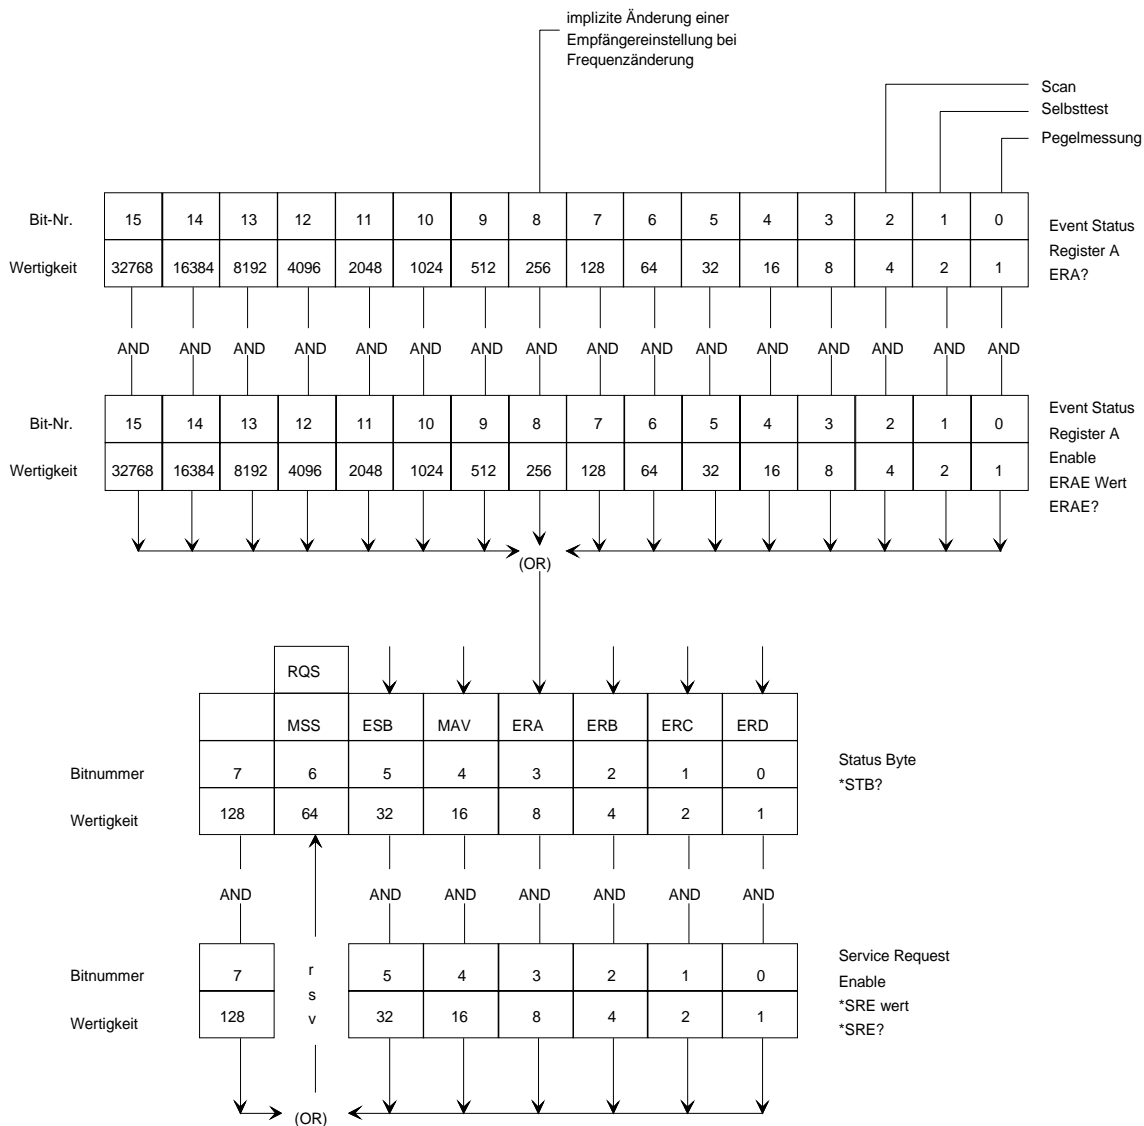 implizite Änderung einer
Empfängereinstellung bei
Frequenzänderung
Scan
Selbsttest
Pegelmessung
Bit-Nr. 15 14 13 12 11 10 9 8 7 6 5 4 3 2 1 0
Wertigkeit 32768 16384 8192 4096 2048 1024 512 256 128 64 32 16 8 4 2 1
Event Status
Register A
ERA?
AND AND AND AND AND AND AND AND AND AND AND AND AND AND AND AND
Bit-Nr. 15 14 13 12 11 10 9 8 7 6 5 4 3 2 1 0
Wertigkeit 32768 16384 8192 4096 2048 1024 512 256 128 64 32 16 8 4 2 1
Event Status
Register A
Enable
ERAE Wert
ERAE?
(OR)
RQS
MSS ESB MAV ERA ERB ERC ERD
Bitnummer 7 6 5 4 3 2 1 0
Wertigkeit 128 64 32 16 8 4 2 1
Status Byte
*STB?
AND AND AND AND AND AND AND
Bitnummer 7 5 4 3 2 1 0
Wertigkeit 128 32 16 8 4 2 1
r
s
v
Service Request
Enable
*SRE wert
*SRE?
(OR)